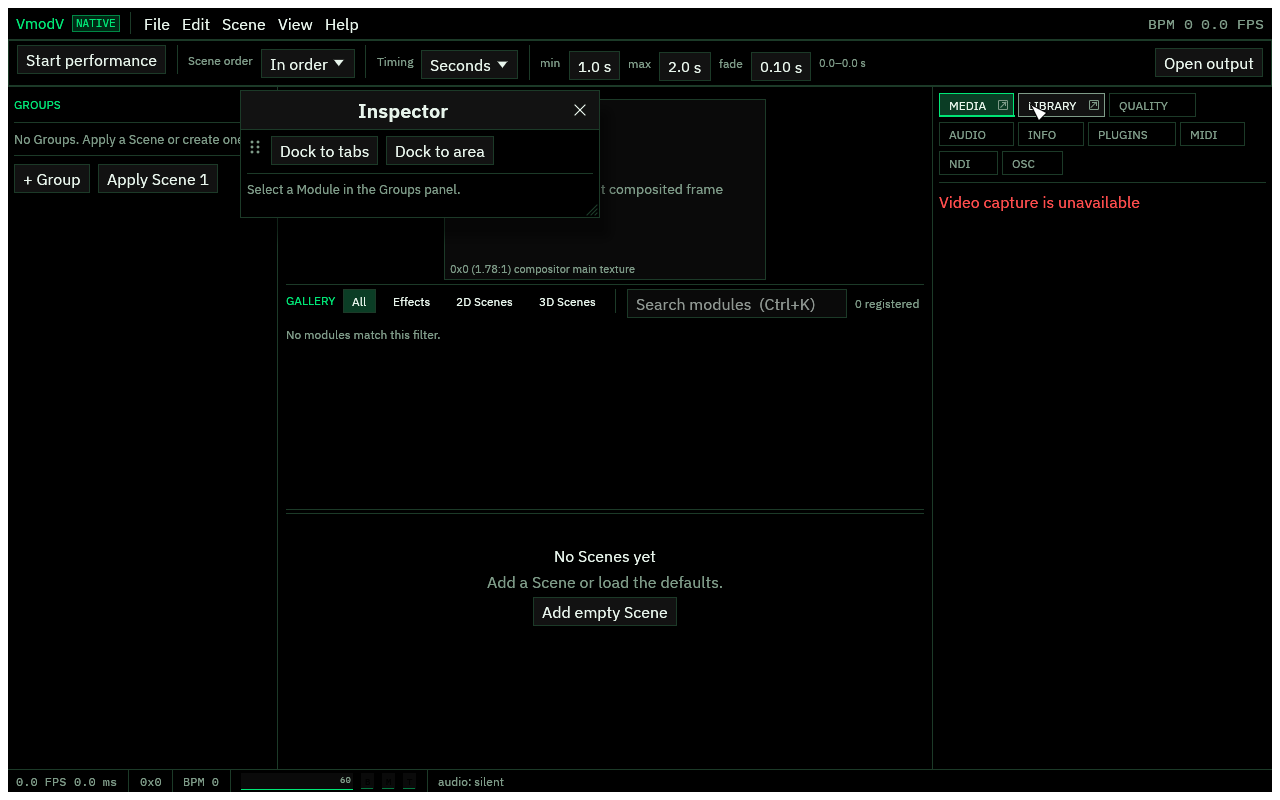 VmodV NATIVE File Edit Scene View Help BPM 0 0.0 FPS
Start performance Scene order In order Timing Seconds min 1.0 s max 2.0 s fade 0.10 s 0.0–0.0 s Open output
GROUPS
No Groups. Apply a Scene or create one
+ Group Apply Scene 1
Inspector
Dock to tabs Dock to area
Select a Module in the Groups panel.
t composited frame
0x0 (1.78:1) compositor main texture
GALLERY All Effects 2D Scenes 3D Scenes Search modules (Ctrl+K) 0 registered
No modules match this filter.
No Scenes yet
Add a Scene or load the defaults.
Add empty Scene
MEDIA LIBRARY QUALITY
AUDIO INFO PLUGINS MIDI
NDI OSC
Video capture is unavailable
0.0 FPS 0.0 ms 0x0 BPM 0 60 audio: silent